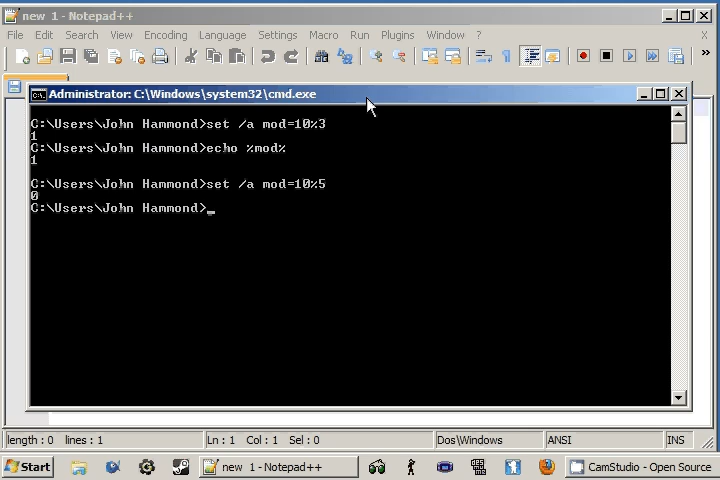 new 1 - Notepad++
File Edit Search View Encoding Language Settings Macro Run Plugins Window ? X
Administrator: C:\Windows\system32\cmd.exe
C:\Users\John Hammond>set /a mod=10%3
1
C:\Users\John Hammond>echo %mod%
1
C:\Users\John Hammond>set /a mod=10%5
0
C:\Users\John Hammond>_
length : 0 lines : 1 Ln : 1 Col : 1 Sel : 0 Dos\Windows ANSI INS
Start new 1 - Notepad++ CamStudio - Open Source